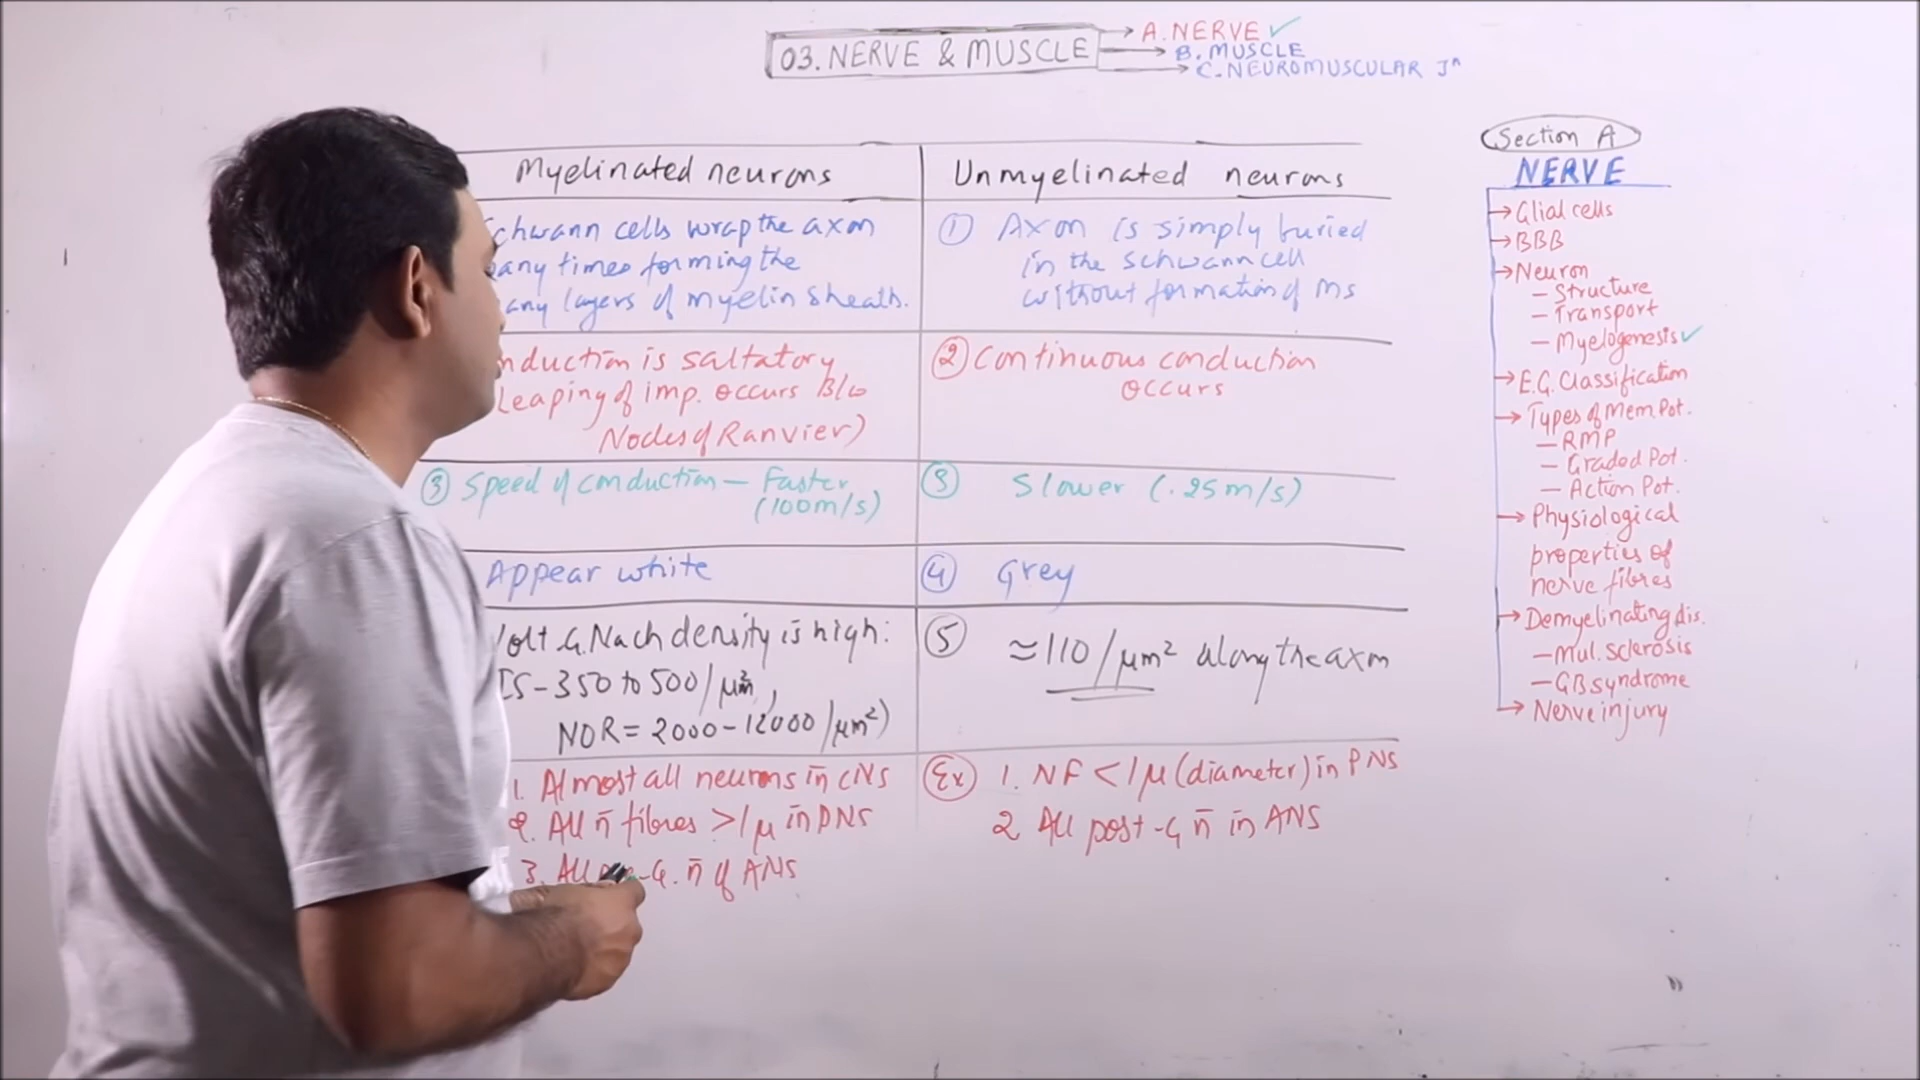 03. NERVE & MUSCLE
A. NERVE ✓
B. MUSCLE
C. NEUROMUSCULAR Jn
Myelinated neurons
chwann cells wrap the axon
any times forming the
any layers of myelin sheath.
nduction is saltatory
Leaping of imp. occurs B/w
Nodes of Ranvier)
③ Speed of conduction — Faster
(100m/s)
Appear white
Volt. G. Na ch density is high:
IS - 350 to 500/μm²,
NOR = 2000 - 12000/μm²)
1. Almost all neurons in CNS
2. All n̄ fibres >1μ in PNS
3. All -G. n̄ of ANS
Unmyelinated neurons
① Axon is simply buried
in the schwann cell
without formation of MS
② Continuous conduction
occurs
③ Slower (.25m/s)
④ Grey
⑤ ≈110/μm² along the axon
Ex 1. NF <1μ (diameter) in PNS
2 All post-G n̄ in ANS
Section A
NERVE
→ Glial cells
→ BBB
→ Neuron
— Structure
— Transport
— Myelogenesis ✓
→ E.G. Classification
→ Types of Mem. Pot.
— RMP
— Graded Pot.
— Action Pot.
→ Physiological
properties of
nerve fibres
→ Demyelinating dis.
— Mul. Sclerosis
— GB syndrome
→ Nerve injury